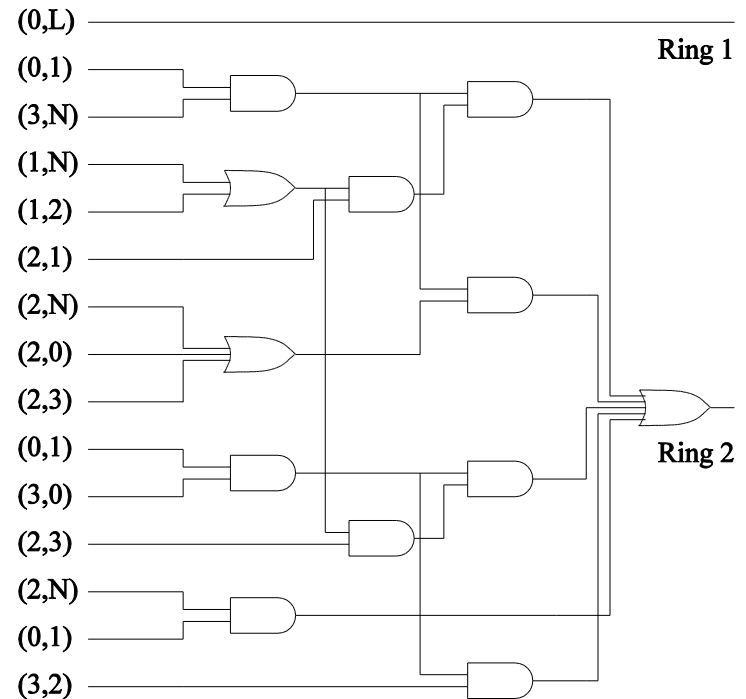 (0,L)
Ring 1
(0,1)
(3,N)
(1,N)
(1,2)
(2,1)
(2,N)
(2,0)
(2,3)
(0,1)
Ring 2
(3,0)
(2,3)
(2,N)
(0,1)
(3,2)